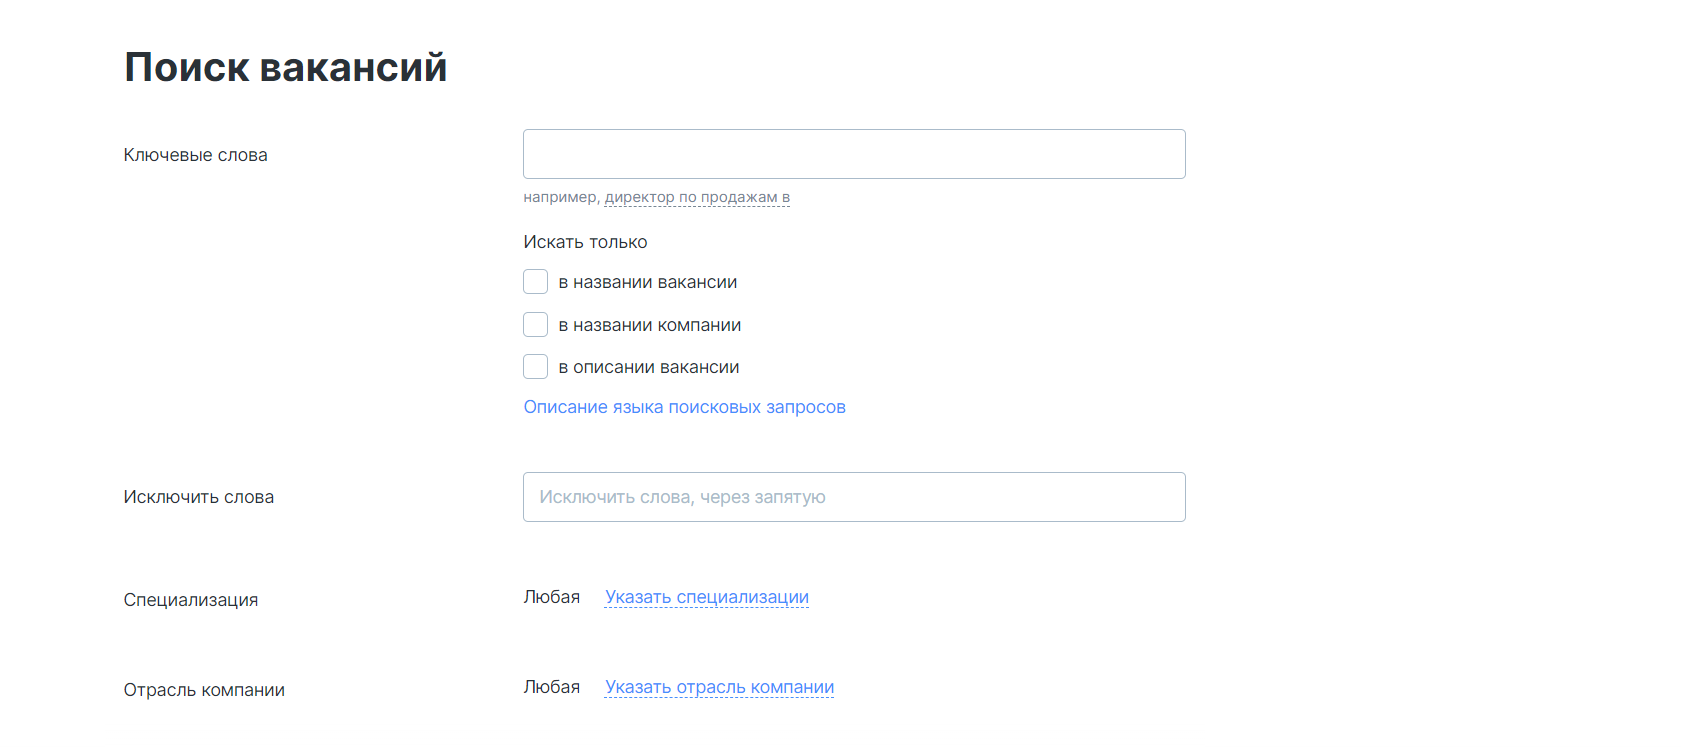 Поиск вакансий
Ключевые слова
например, директор по продажам в
Искать только
в названии вакансии
в названии компании
в описании вакансии
Описание языка поисковых запросов
Исключить слова
Исключить слова, через запятую
Специализация
Любая Указать специализации
Отрасль компании
Любая Указать отрасль компании